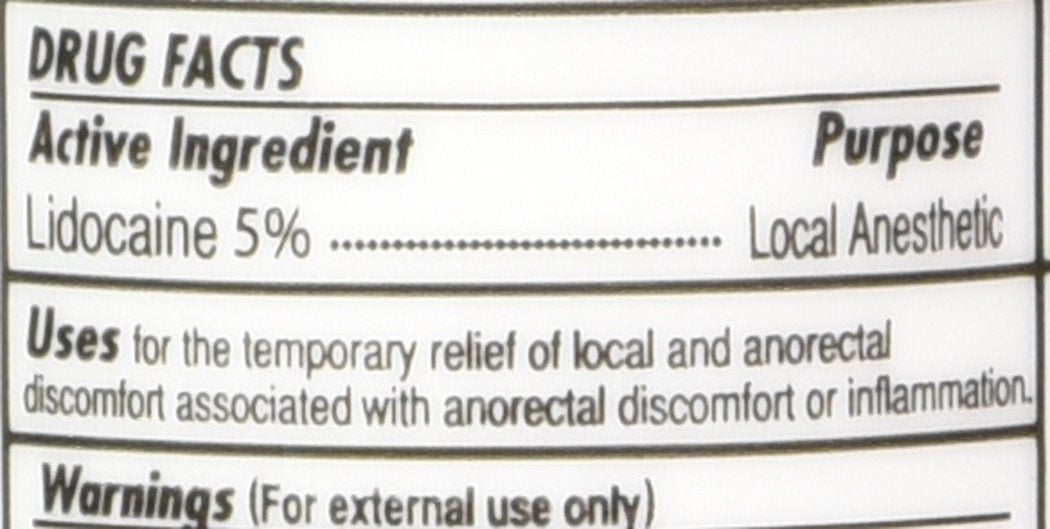 DRUG FACTS
Active Ingredient Purpose
Lidocaine 5% ................................ Local Anesthetic
Uses for the temporary relief of local and anorectal
discomfort associated with anorectal discomfort or inflammation.
Warnings (For external use only)